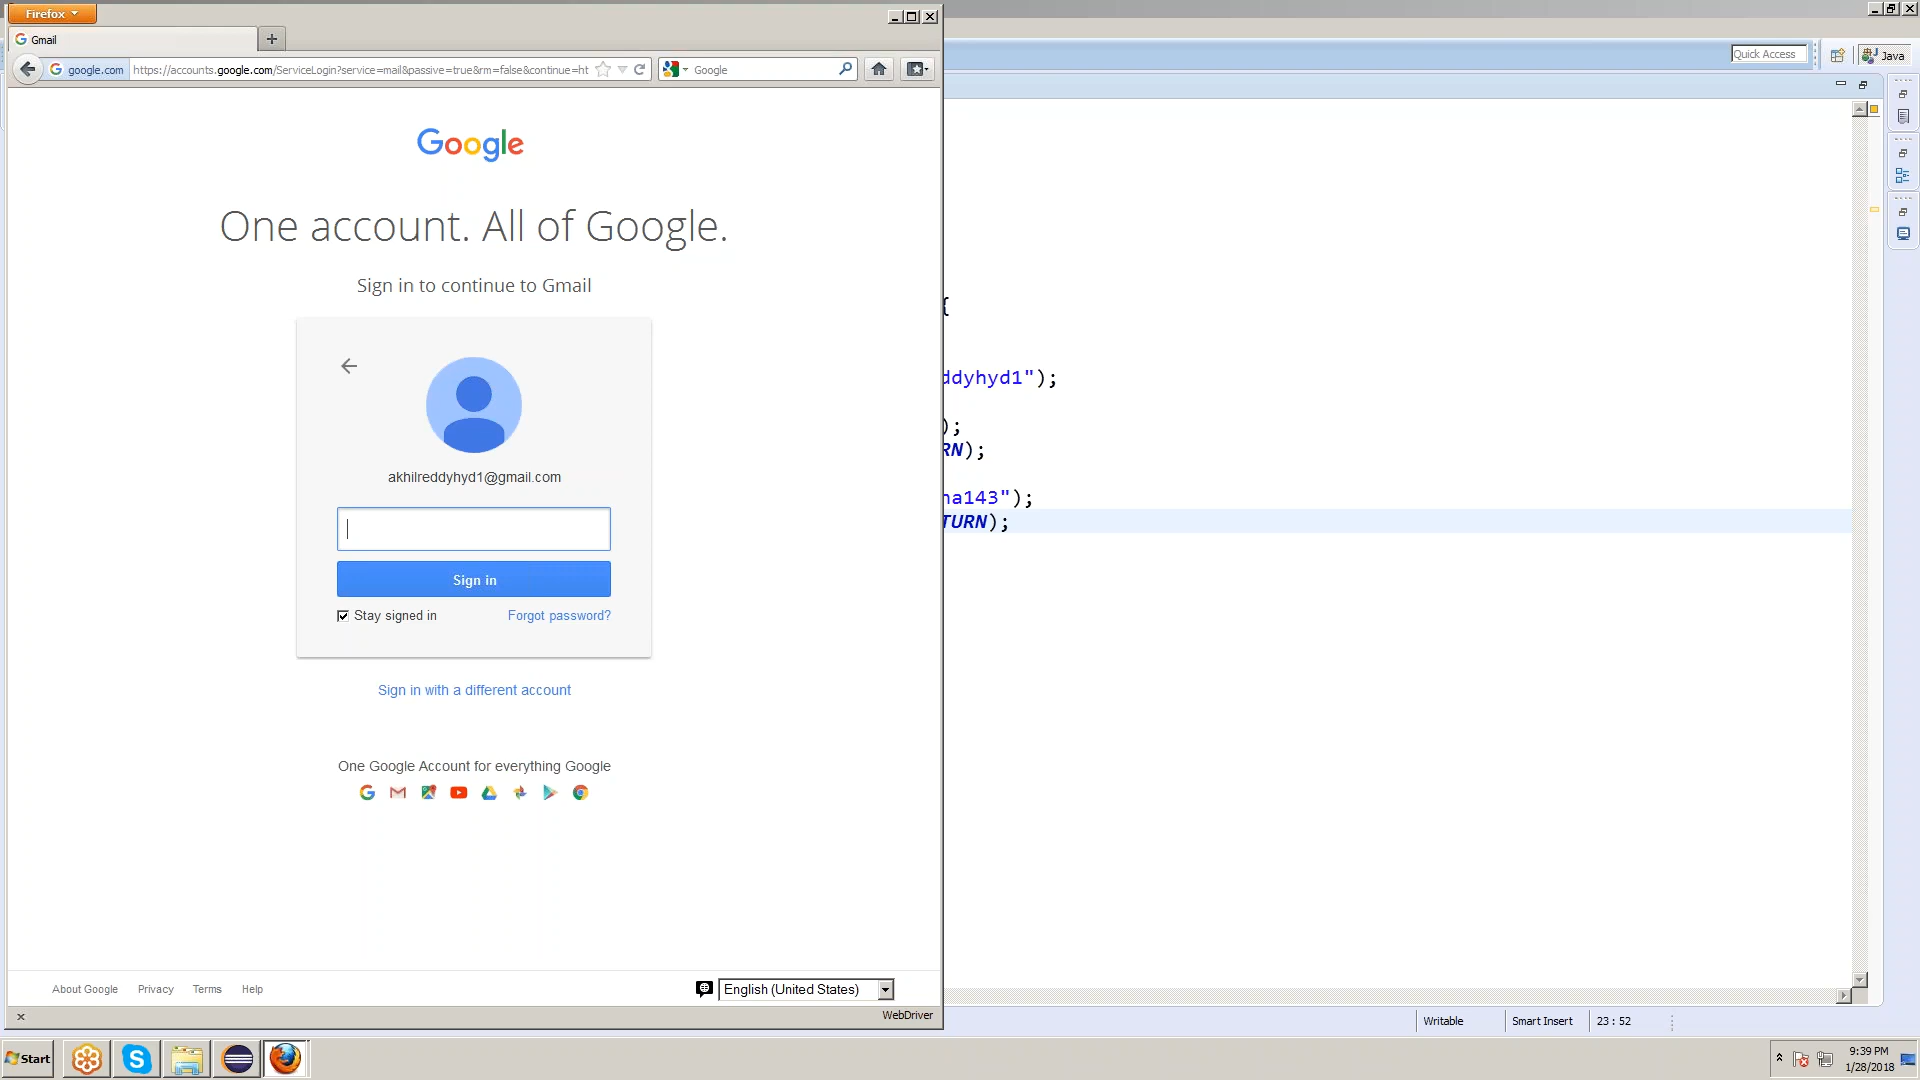 Firefox
Gmail
google.com
https://accounts.google.com/ServiceLogin?service=mail&passive=true&rm=false&continue=ht
Google
Quick Access
Java
Google
One account. All of Google.
Sign in to continue to Gmail
{
ddyhyd1");
);
RN);
akhilreddyhyd1@gmail.com
na143");
TURN);
Sign in
Stay signed in
Forgot password?
Sign in with a different account
One Google Account for everything Google
About Google
Privacy
Terms
Help
English (United States)
WebDriver
Writable
Smart Insert
23 : 52
Start
9:39 PM
1/28/2018